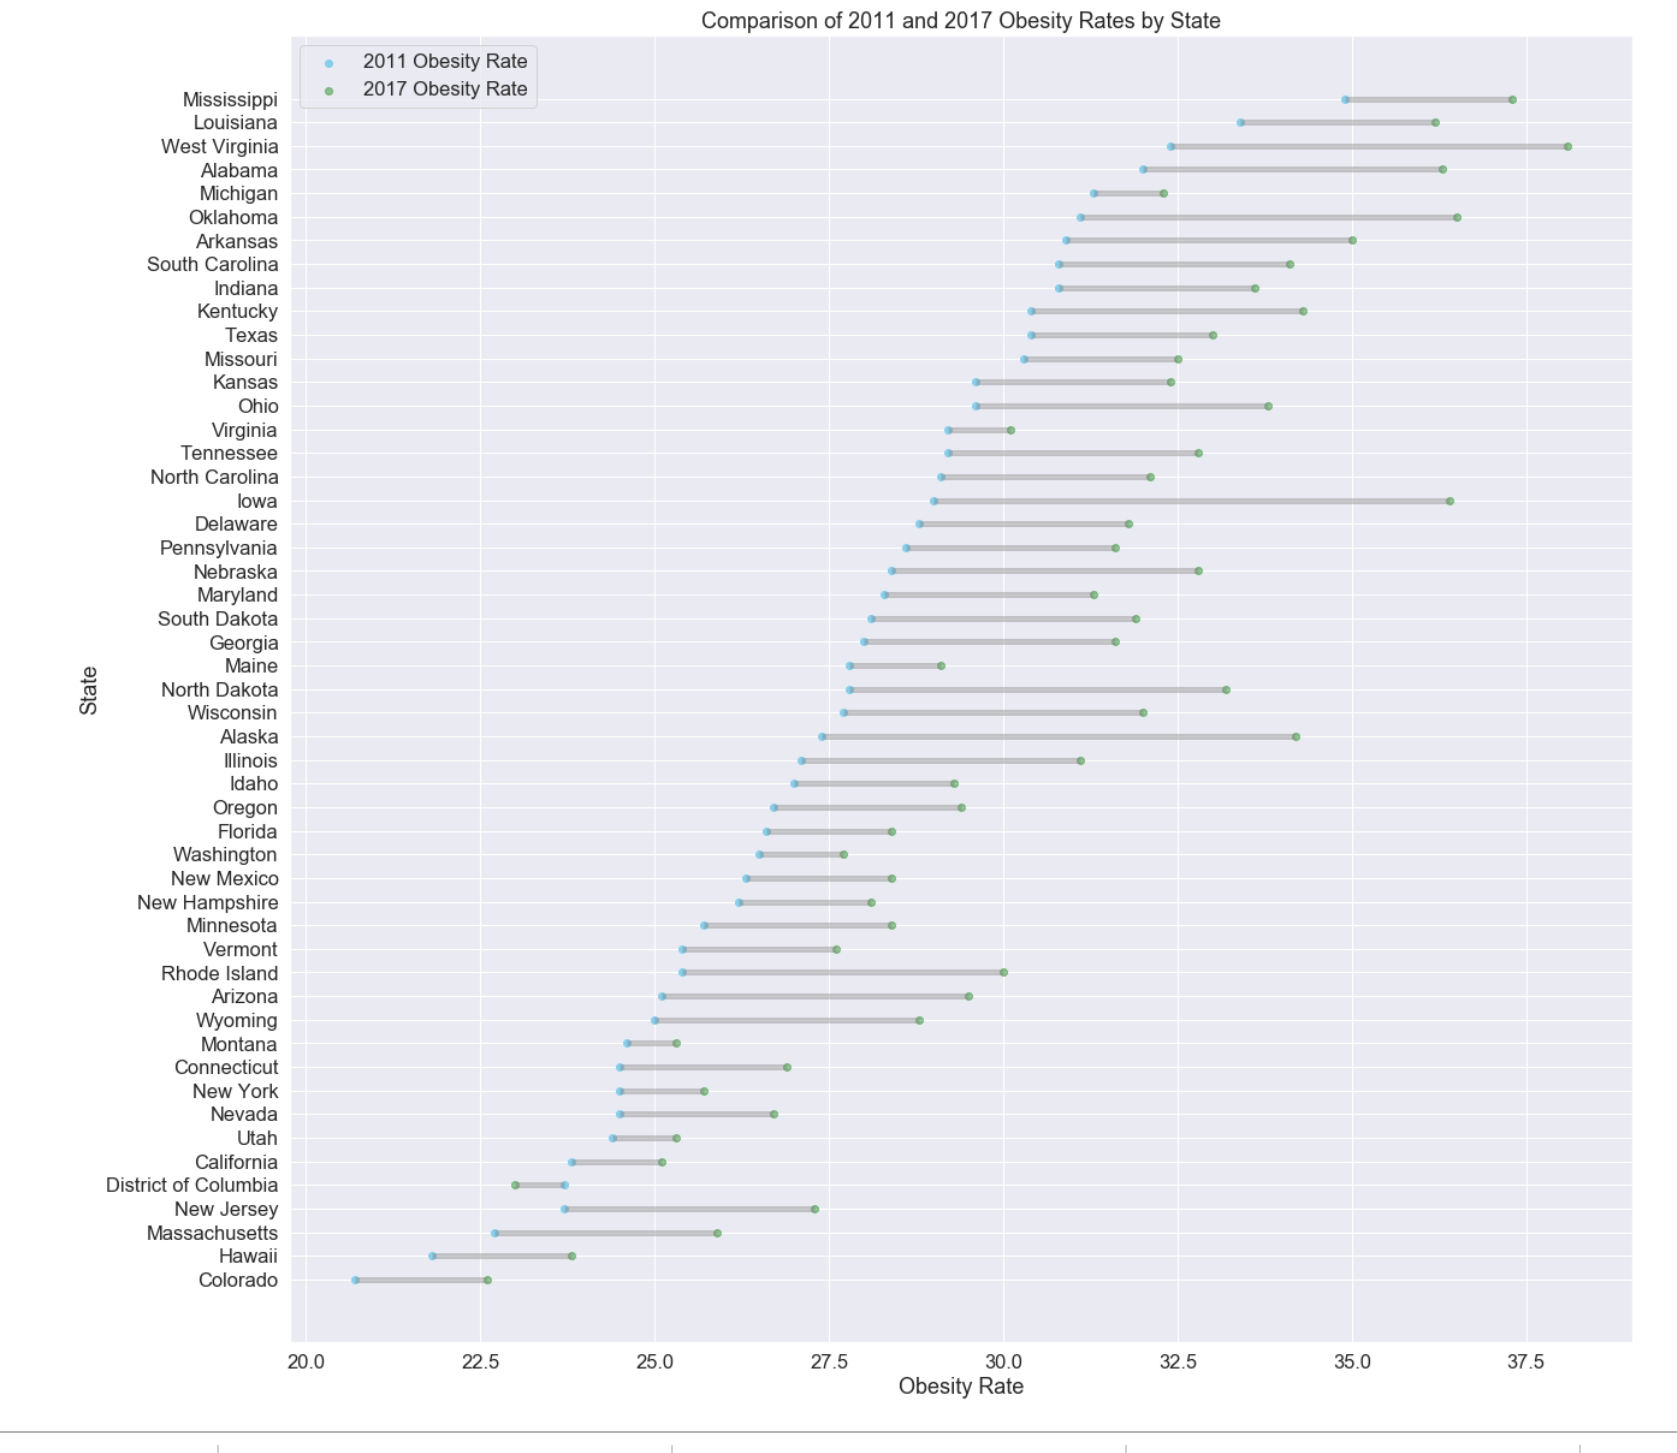 Comparison of 2011 and 2017 Obesity Rates by State
2011 Obesity Rate
2017 Obesity Rate
Mississippi
Louisiana
West Virginia
Alabama
Michigan
Oklahoma
Arkansas
South Carolina
Indiana
Kentucky
Texas
Missouri
Kansas
Ohio
Virginia
Tennessee
North Carolina
Iowa
Delaware
Pennsylvania
Nebraska
Maryland
South Dakota
Georgia
Maine
North Dakota
Wisconsin
Alaska
Illinois
Idaho
Oregon
Florida
Washington
New Mexico
New Hampshire
Minnesota
Vermont
Rhode Island
Arizona
Wyoming
Montana
Connecticut
New York
Nevada
Utah
California
District of Columbia
New Jersey
Massachusetts
Hawaii
Colorado
State
20.0 22.5 25.0 27.5 30.0 32.5 35.0 37.5
Obesity Rate